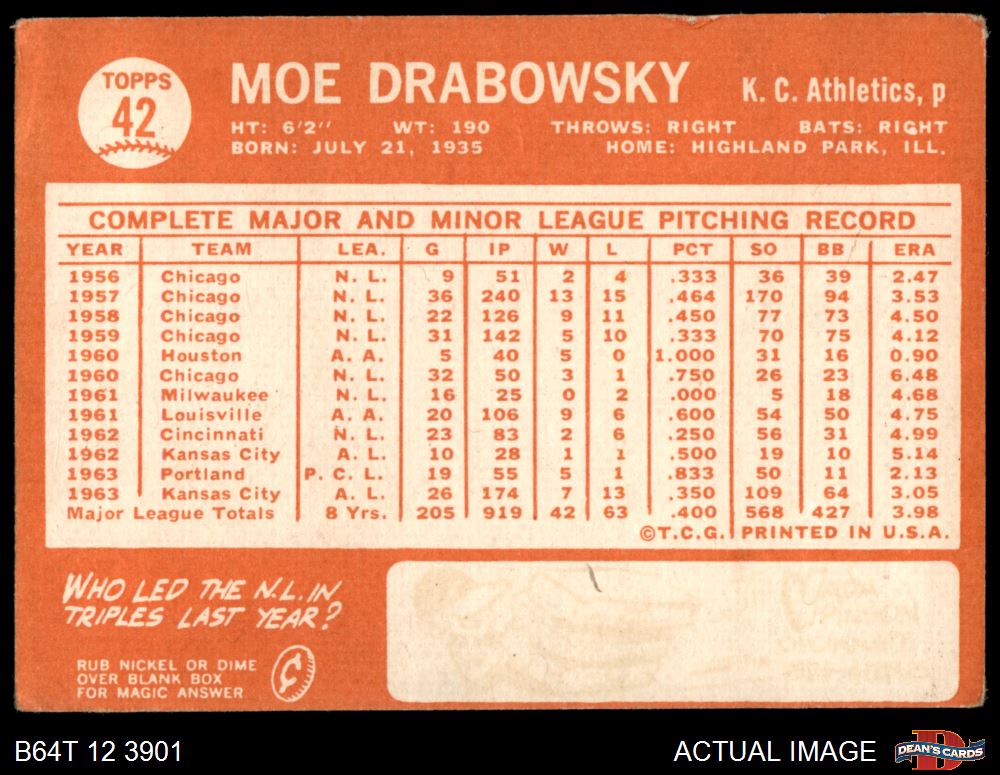 TOPPS
42
MOE DRABOWSKY K. C. Athletics, p
HT: 6'2'' WT: 190 THROWS: RIGHT BATS: RIGHT
BORN: JULY 21, 1935 HOME: HIGHLAND PARK, ILL.
COMPLETE MAJOR AND MINOR LEAGUE PITCHING RECORD
YEAR TEAM LEA. G IP W L PCT SO BB ERA
1956 Chicago N. L. 9 51 2 4 .333 36 39 2.47
1957 Chicago N. L. 36 240 13 15 .464 170 94 3.53
1958 Chicago N. L. 22 126 9 11 .450 77 73 4.50
1959 Chicago N. L. 31 142 5 10 .333 70 75 4.12
1960 Houston A. A. 5 40 5 0 1.000 31 16 0.90
1960 Chicago N. L. 32 50 3 1 .750 26 23 6.48
1961 Milwaukee N. L. 16 25 0 2 .000 5 18 4.68
1961 Louisville A. A. 20 106 9 6 .600 54 50 4.75
1962 Cincinnati N. L. 23 83 2 6 .250 56 31 4.99
1962 Kansas City A. L. 10 28 1 1 .500 19 10 5.14
1963 Portland P. C. L. 19 55 5 1 .833 50 11 2.13
1963 Kansas City A. L. 26 174 7 13 .350 109 64 3.05
Major League Totals 8 Yrs. 205 919 42 63 .400 568 427 3.98
©T.C.G. PRINTED IN U.S.A.
WHO LED THE N.L. IN
TRIPLES LAST YEAR?
RUB NICKEL OR DIME
OVER BLANK BOX
FOR MAGIC ANSWER
¢
B64T 12 3901 ACTUAL IMAGE DEAN'S CARDS